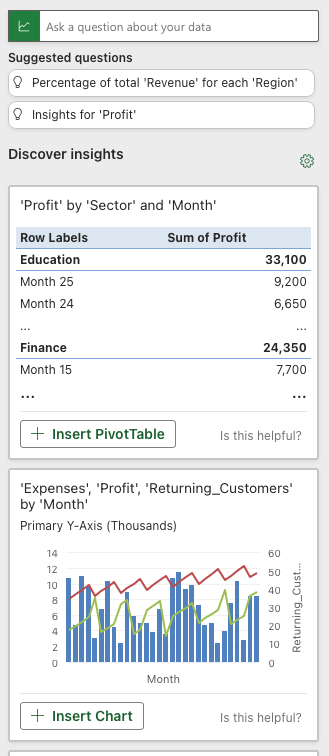 Ask a question about your data
Suggested questions
Percentage of total 'Revenue' for each 'Region'
Insights for 'Profit'
Discover insights
'Profit' by 'Sector' and 'Month'
Row Labels Sum of Profit
Education 33,100
Month 25 9,200
Month 24 6,650
... ...
Finance 24,350
Month 15 7,700
... ...
+ Insert PivotTable Is this helpful?
'Expenses', 'Profit', 'Returning_Customers'
by 'Month'
Primary Y-Axis (Thousands)
14 60
12 50
10 40
8 30
6 20
4 10
2 0
0
Returning_Cust...
Month
+ Insert Chart Is this helpful?